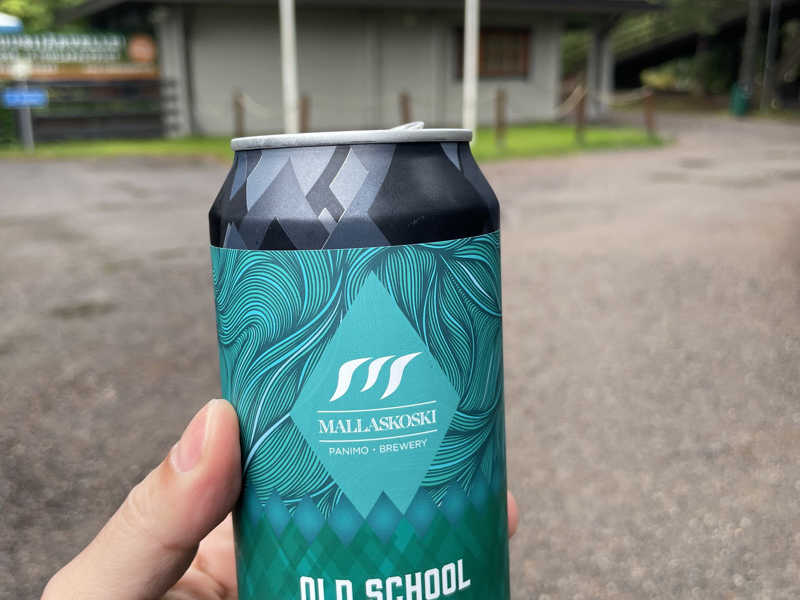 MALLASKOSKI
PANIMO · BREWERY
OLD SCHOOL